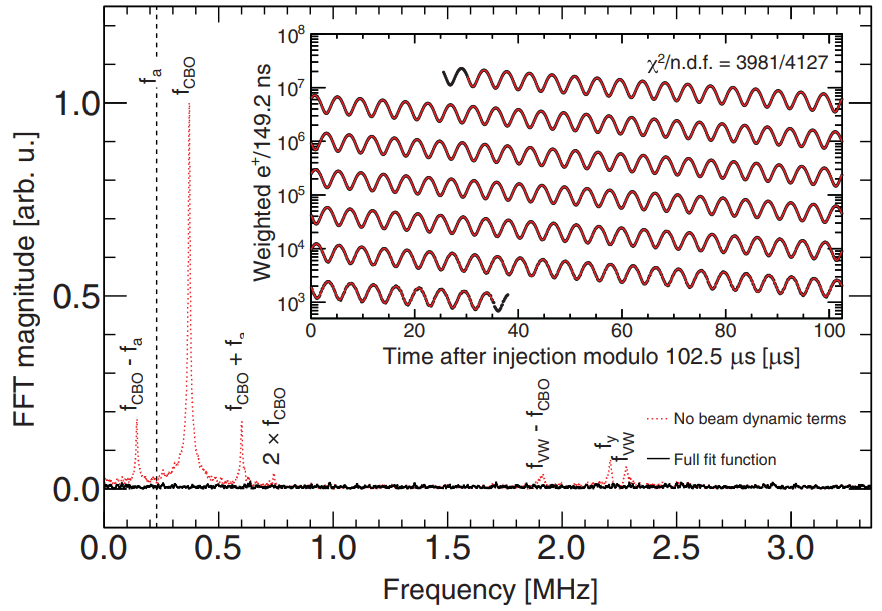 FFT magnitude [arb. u.]
1.0
0.5
0.0
f_a
f_CBO
f_CBO - f_a
f_CBO + f_a
2 × f_CBO
f_VW - f_CBO
f_y
f_VW
Weighted e⁺/149.2 ns
10⁸
10⁷
10⁶
10⁵
10⁴
10³
χ²/n.d.f. = 3981/4127
0 20 40 60 80 100
Time after injection modulo 102.5 μs [μs]
No beam dynamic terms
Full fit function
0.0 0.5 1.0 1.5 2.0 2.5 3.0
Frequency [MHz]